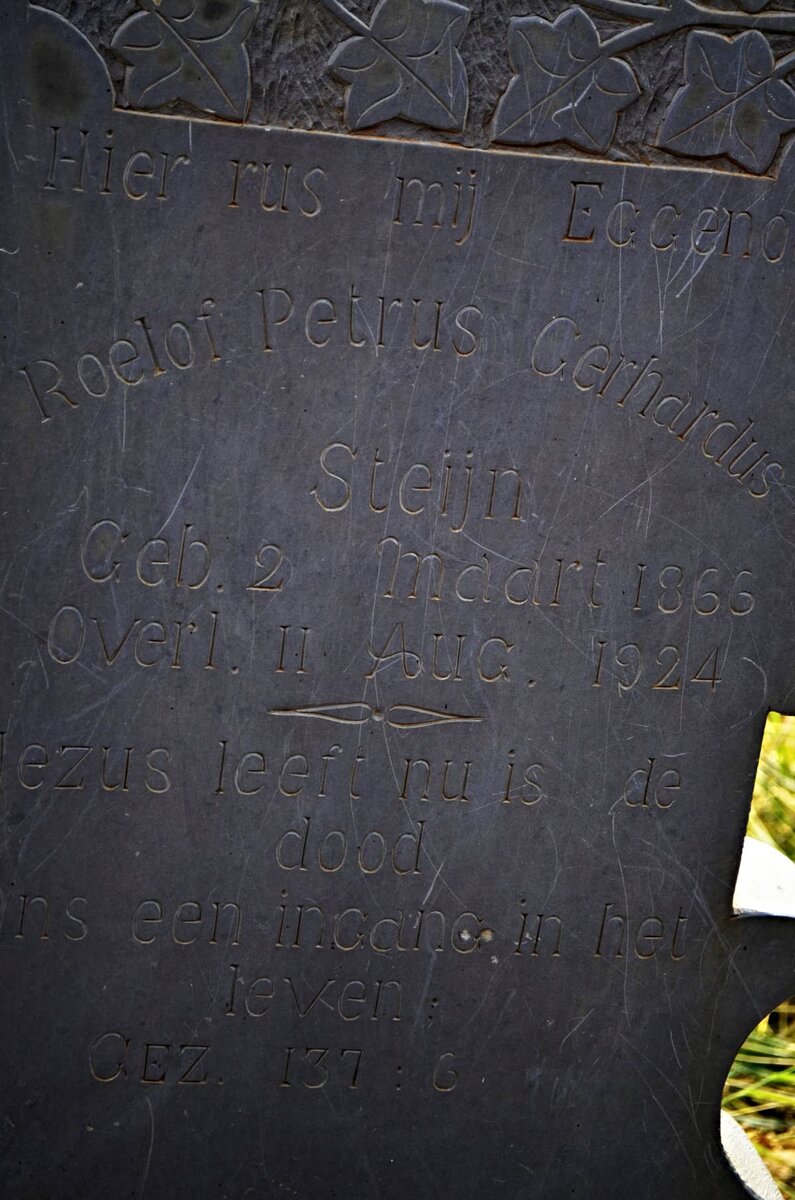 Hier rus mij Eggeno
Roelof Petrus Gerhardus
Steijn
Geb. 2 Maart 1866
Overl. 11 Aug. 1924
Jezus leeft nu is de
dood
Ons een ingang in het
leven;
GEZ. 137 : 6